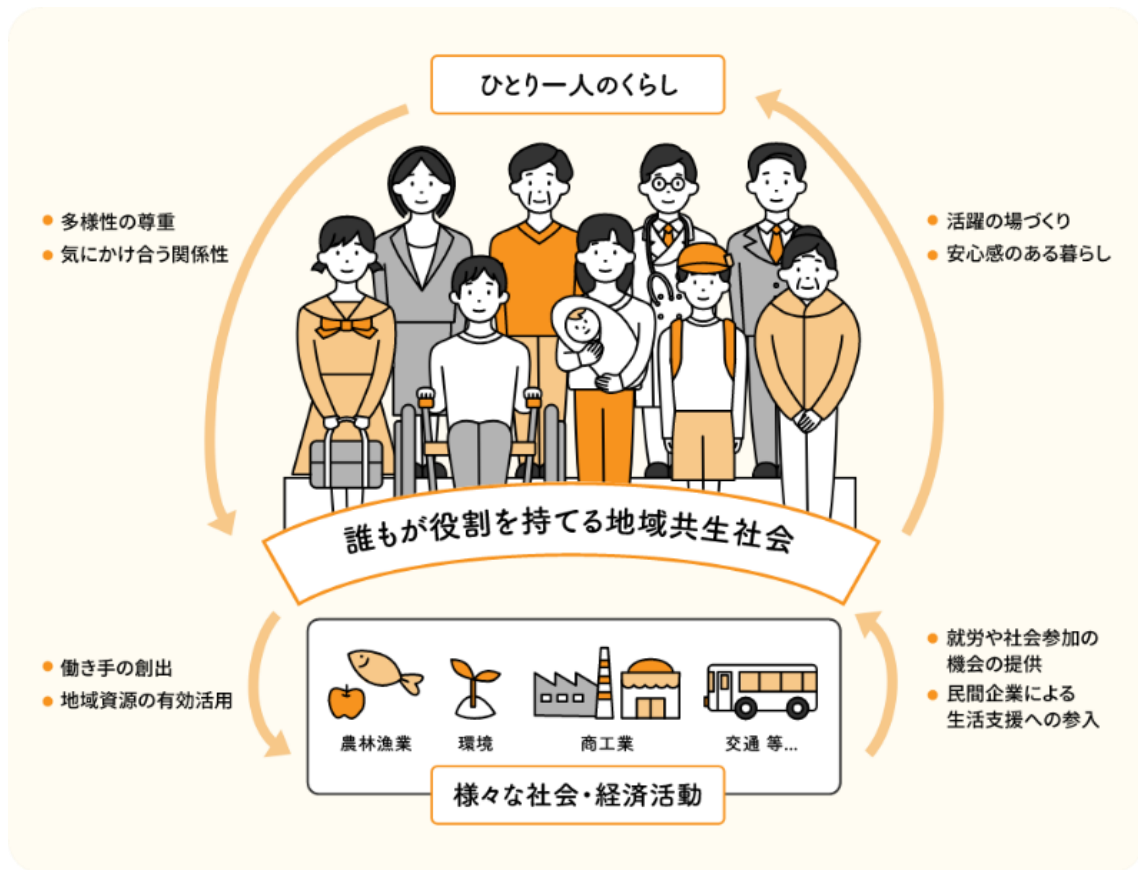 ひとり一人のくらし
多様性の尊重
気にかけ合う関係性
活躍の場づくり
安心感のある暮らし
誰もが役割を持てる地域共生社会
働き手の創出
地域資源の有効活用
就労や社会参加の
機会の提供
民間企業による
生活支援への参入
農林漁業
環境
商工業
交通 等...
様々な社会・経済活動